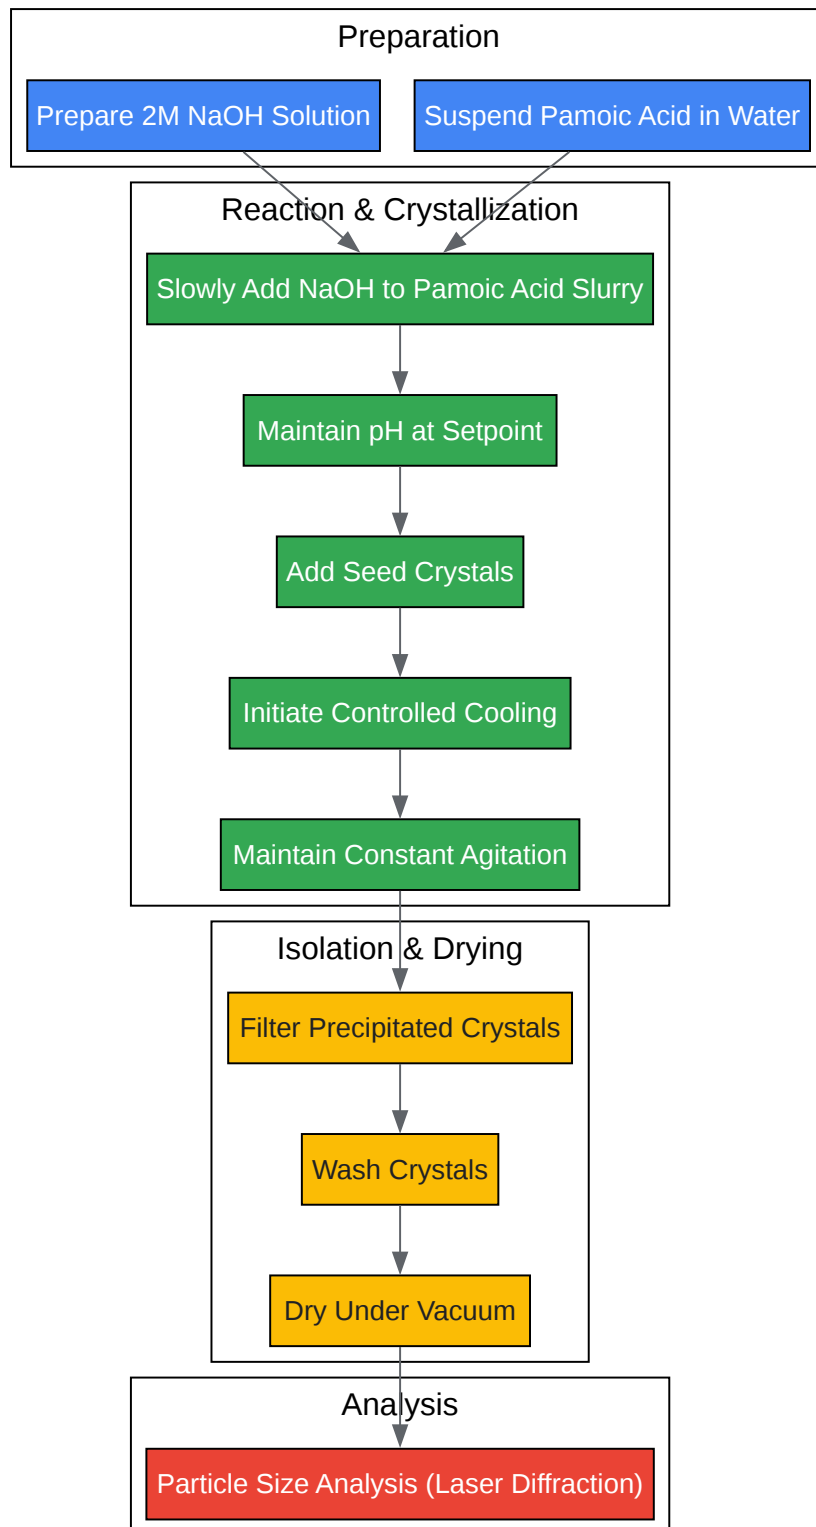 Preparation
Prepare 2M NaOH Solution
Suspend Pamoic Acid in Water
Reaction & Crystallization
Slowly Add NaOH to Pamoic Acid Slurry
Maintain pH at Setpoint
Add Seed Crystals
Initiate Controlled Cooling
Maintain Constant Agitation
Isolation & Drying
Filter Precipitated Crystals
Wash Crystals
Dry Under Vacuum
Analysis
Particle Size Analysis (Laser Diffraction)